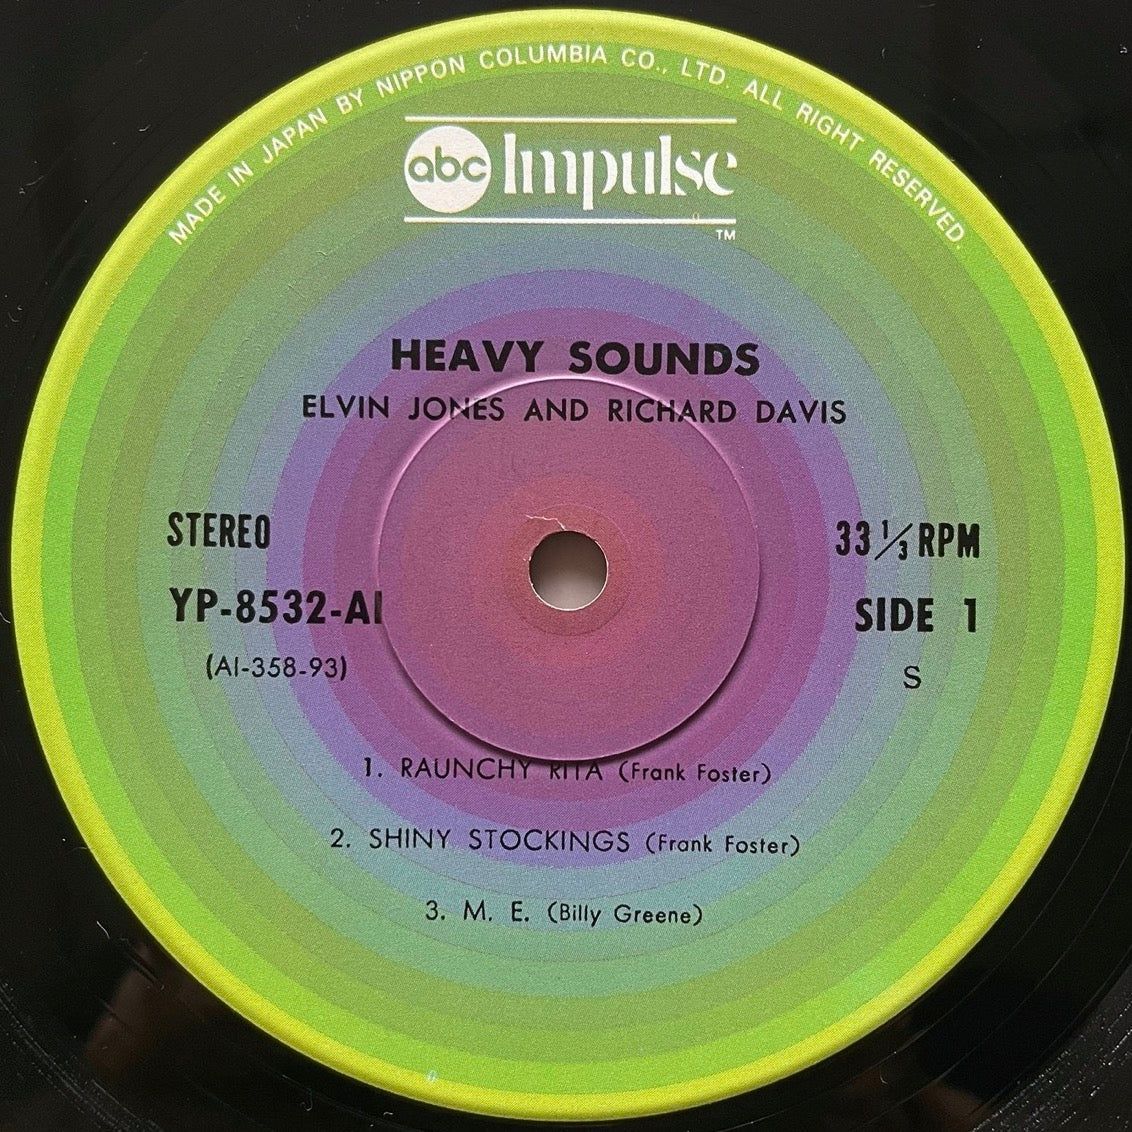 MADE IN JAPAN BY NIPPON COLUMBIA CO., LTD. ALL RIGHT RESERVED.
abc Impulse
TM
HEAVY SOUNDS
ELVIN JONES AND RICHARD DAVIS
STEREO
33 1/3 RPM
YP-8532-AI
SIDE 1
(AI-358-93)
S
1. RAUNCHY RITA (Frank Foster)
2. SHINY STOCKINGS (Frank Foster)
3. M. E. (Billy Greene)